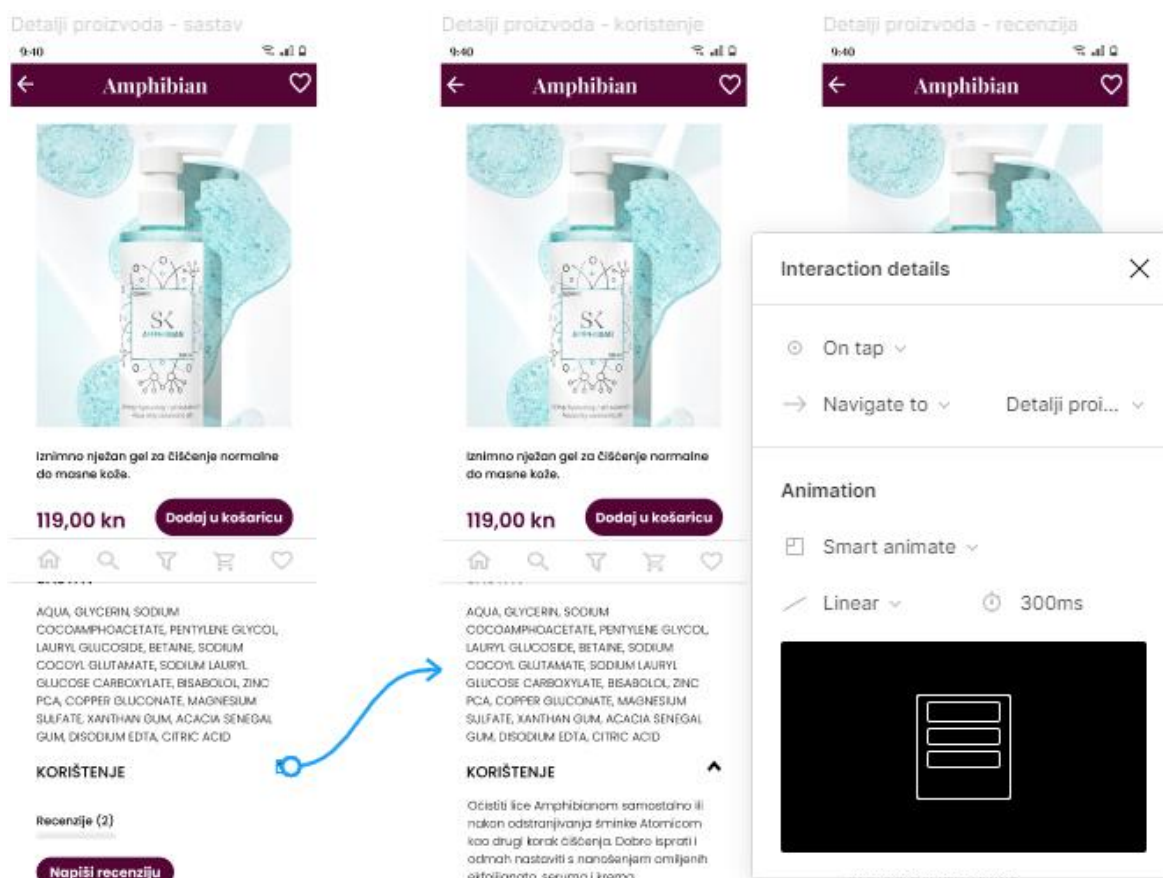 Detalji proizvoda - sastav
9:40
Amphibian
SK
AMPHIBIAN
Iznimno nježan gel za čišćenje normalne
do masne kože.
119,00 kn
Dodaj u košaricu
AQUA, GLYCERIN, SODIUM
COCOAMPHOACETATE, PENTYLENE GLYCOL,
LAURYL GLUCOSIDE, BETAINE, SODIUM
COCOYL GLUTAMATE, SODIUM LAURYL
GLUCOSE CARBOXYLATE, BISABOLOL, ZINC
PCA, COPPER GLUCONATE, MAGNESIUM
SULFATE, XANTHAN GUM, ACACIA SENEGAL
GUM, DISODIUM EDTA, CITRIC ACID
KORIŠTENJE
Recenzije (2)
Napiši recenziju
Detalji proizvoda - koristenje
9:40
Amphibian
SK
AMPHIBIAN
Iznimno nježan gel za čišćenje normalne
do masne kože.
119,00 kn
Dodaj u košaricu
AQUA, GLYCERIN, SODIUM
COCOAMPHOACETATE, PENTYLENE GLYCOL,
LAURYL GLUCOSIDE, BETAINE, SODIUM
COCOYL GLUTAMATE, SODIUM LAURYL
GLUCOSE CARBOXYLATE, BISABOLOL, ZINC
PCA, COPPER GLUCONATE, MAGNESIUM
SULFATE, XANTHAN GUM, ACACIA SENEGAL
GUM, DISODIUM EDTA, CITRIC ACID
KORIŠTENJE
Očistiti lice Amphibianom samostalno ili
nakon odstranjivanja šminke Atomicom
kao drugi korak čišćenja. Dobro isprati i
odmah nastaviti s nanošenjem omiljenih
Detalji proizvoda - recenzija
9:40
Amphibian
Interaction details
On tap
Navigate to Detalji proi...
Animation
Smart animate
Linear 300ms